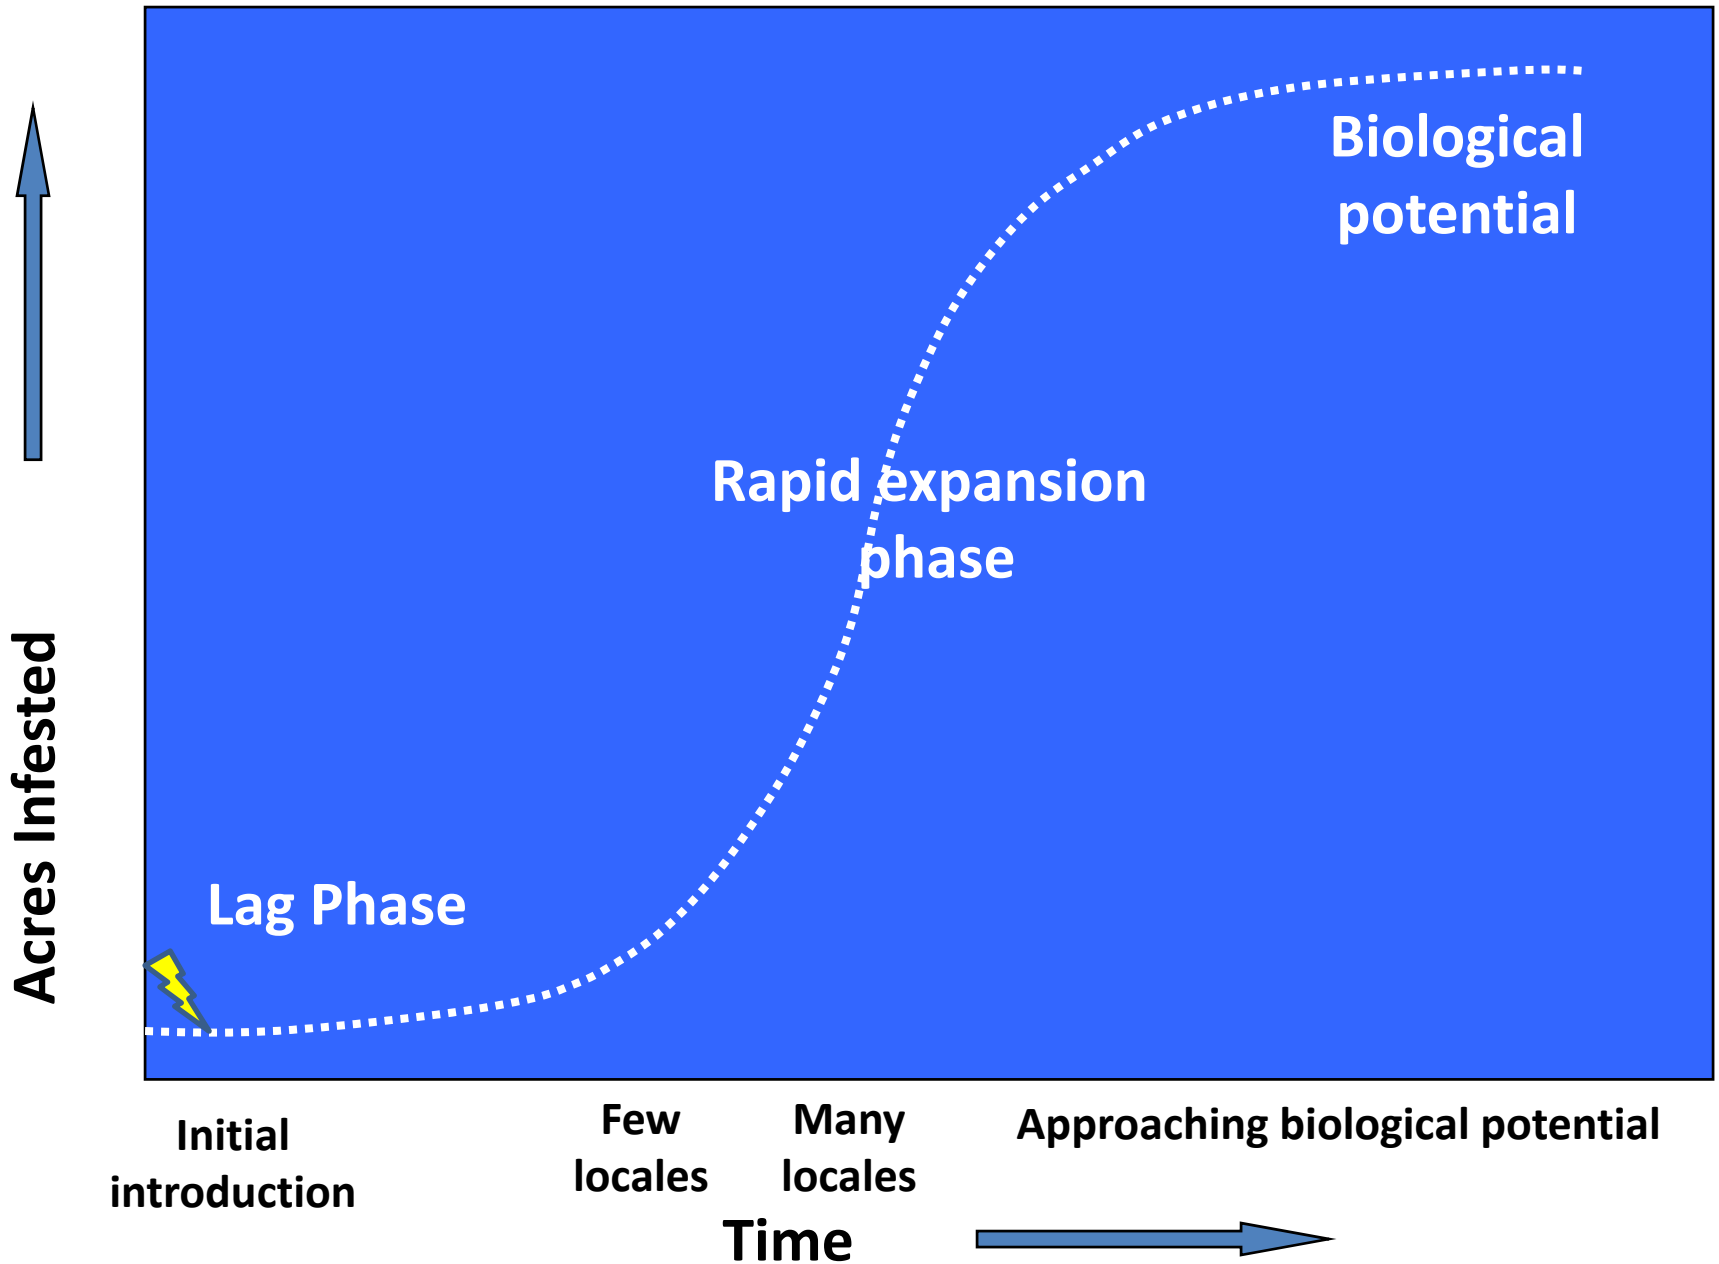 Biological
potential
Rapid expansion
phase
Lag Phase
Acres Infested
Initial
introduction
Few
locales
Many
locales
Approaching biological potential
Time